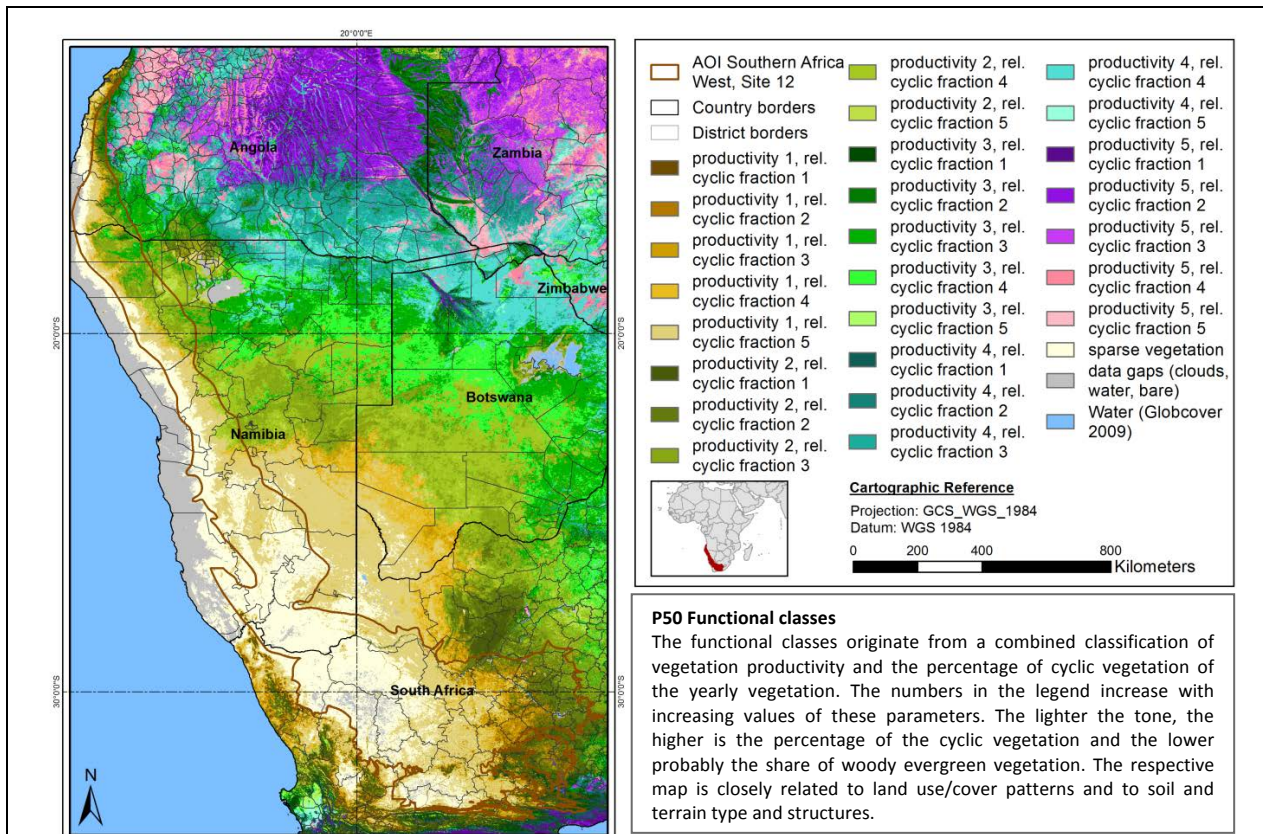 20°0'0"E
Angola
Zambia
Zimbabwe
20°0'0"S
20°0'0"S
Botswana
Namibia
30°0'0"S
30°0'0"S
South Africa
N
AOI Southern Africa
West, Site 12
Country borders
District borders
productivity 1, rel.
cyclic fraction 1
productivity 1, rel.
cyclic fraction 2
productivity 1, rel.
cyclic fraction 3
productivity 1, rel.
cyclic fraction 4
productivity 1, rel.
cyclic fraction 5
productivity 2, rel.
cyclic fraction 1
productivity 2, rel.
cyclic fraction 2
productivity 2, rel.
cyclic fraction 3
productivity 2, rel.
cyclic fraction 4
productivity 2, rel.
cyclic fraction 5
productivity 3, rel.
cyclic fraction 1
productivity 3, rel.
cyclic fraction 2
productivity 3, rel.
cyclic fraction 3
productivity 3, rel.
cyclic fraction 4
productivity 3, rel.
cyclic fraction 5
productivity 4, rel.
cyclic fraction 1
productivity 4, rel.
cyclic fraction 2
productivity 4, rel.
cyclic fraction 3
productivity 4, rel.
cyclic fraction 4
productivity 4, rel.
cyclic fraction 5
productivity 5, rel.
cyclic fraction 1
productivity 5, rel.
cyclic fraction 2
productivity 5, rel.
cyclic fraction 3
productivity 5, rel.
cyclic fraction 4
productivity 5, rel.
cyclic fraction 5
sparse vegetation
data gaps (clouds,
water, bare)
Water (Globcover
2009)
Cartographic Reference
Projection: GCS_WGS_1984
Datum: WGS 1984
0 200 400 800
Kilometers
P50 Functional classes
The functional classes originate from a combined classification of
vegetation productivity and the percentage of cyclic vegetation of
the yearly vegetation. The numbers in the legend increase with
increasing values of these parameters. The lighter the tone, the
higher is the percentage of the cyclic vegetation and the lower
probably the share of woody evergreen vegetation. The respective
map is closely related to land use/cover patterns and to soil and
terrain type and structures.